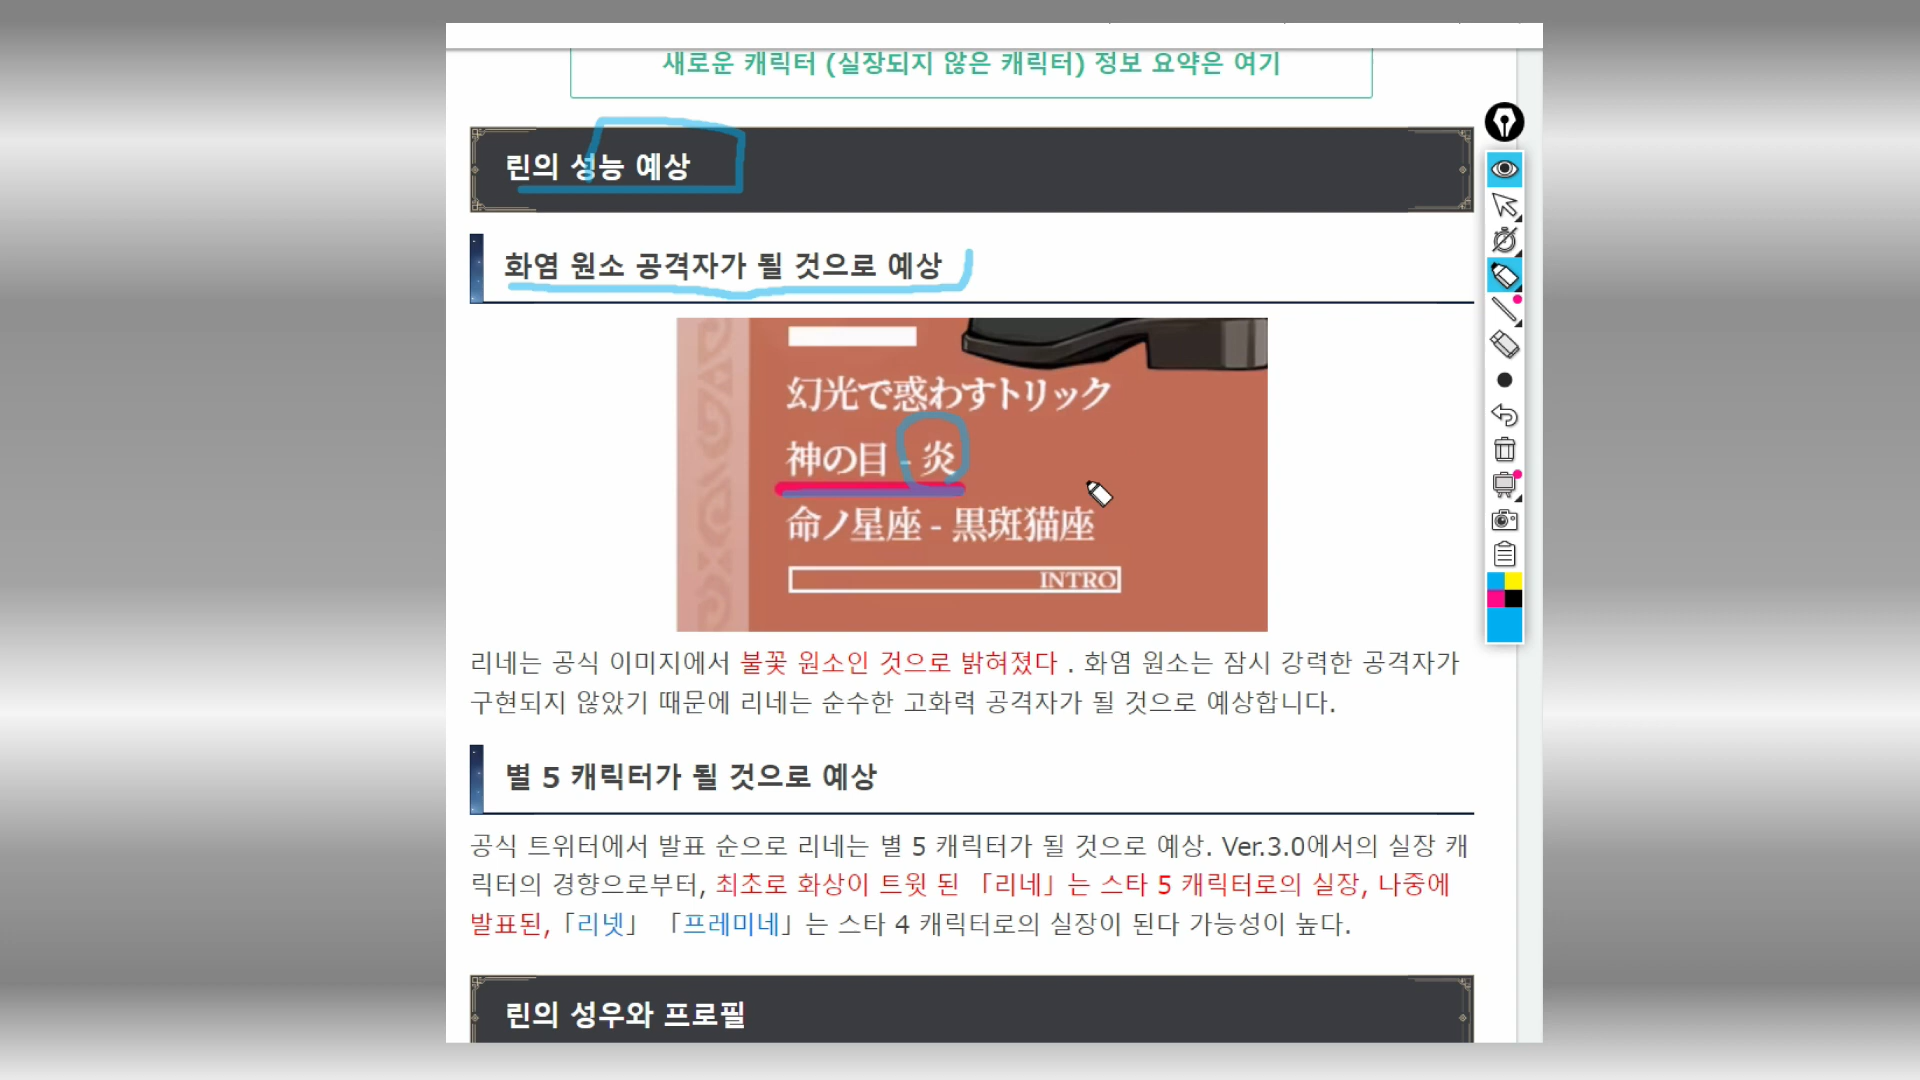 새로운 캐릭터 (실장되지 않은 캐릭터) 정보 요약은 여기
린의 성능 예상
화염 원소 공격자가 될 것으로 예상
幻光で惑わすトリック
神の目 - 炎
命ノ星座 - 黒斑猫座
INTRO
리네는 공식 이미지에서 불꽃 원소인 것으로 밝혀졌다 . 화염 원소는 잠시 강력한 공격자가
구현되지 않았기 때문에 리네는 순수한 고화력 공격자가 될 것으로 예상합니다.
별 5 캐릭터가 될 것으로 예상
공식 트위터에서 발표 순으로 리네는 별 5 캐릭터가 될 것으로 예상. Ver.3.0에서의 실장 캐
릭터의 경향으로부터, 최초로 화상이 트윗 된 「리네」는 스타 5 캐릭터로의 실장, 나중에
발표된,「리넷」 「프레미네」는 스타 4 캐릭터로의 실장이 된다 가능성이 높다.
린의 성우와 프로필